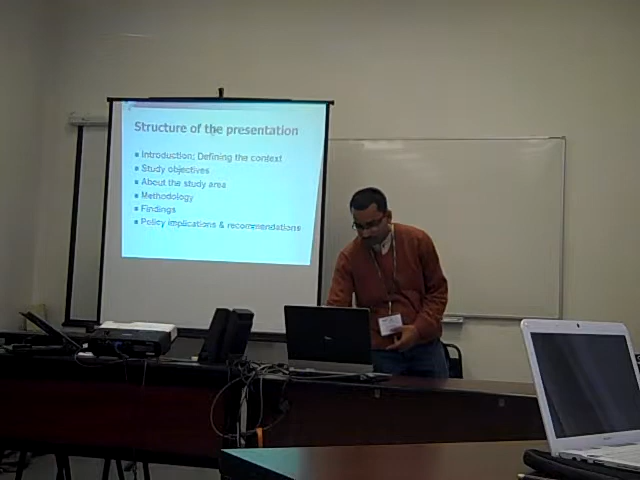 Structure of the presentation
Introduction: Defining the context
Study objectives
About the study area
Methodology
Findings
Policy implications & recommendations